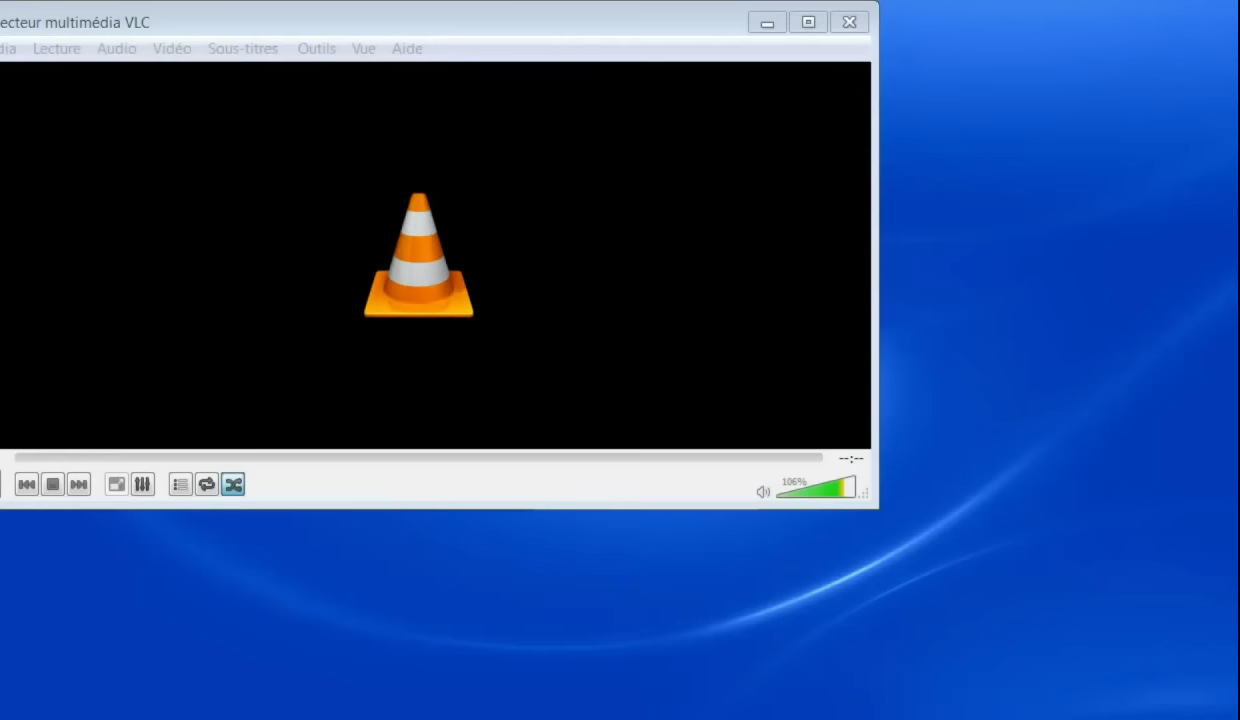 ecteur multimédia VLC
dia Lecture Audio Vidéo Sous-titres Outils Vue Aide
--:--
106%